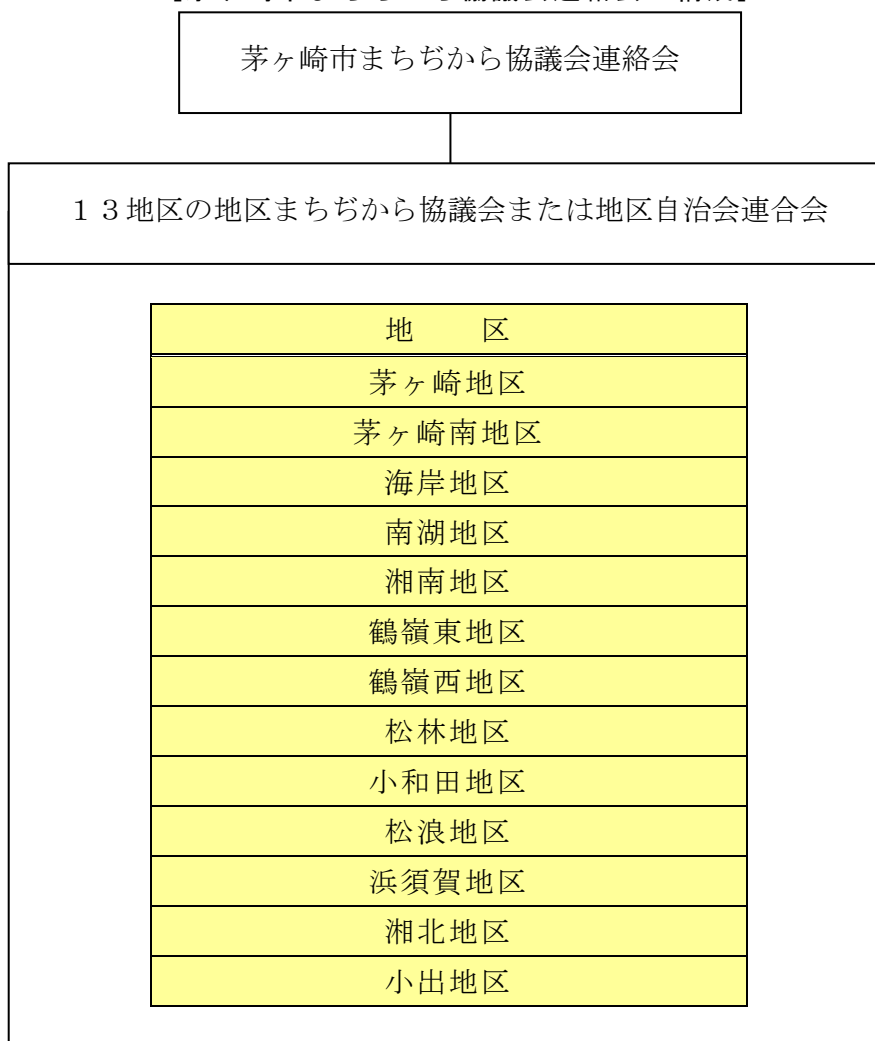 茅ヶ崎市まちぢから協議会連絡会
１３地区の地区まちぢから協議会または地区自治会連合会
地　　区
茅ヶ崎地区
茅ヶ崎南地区
海岸地区
南湖地区
湘南地区
鶴嶺東地区
鶴嶺西地区
松林地区
小和田地区
松浪地区
浜須賀地区
湘北地区
小出地区